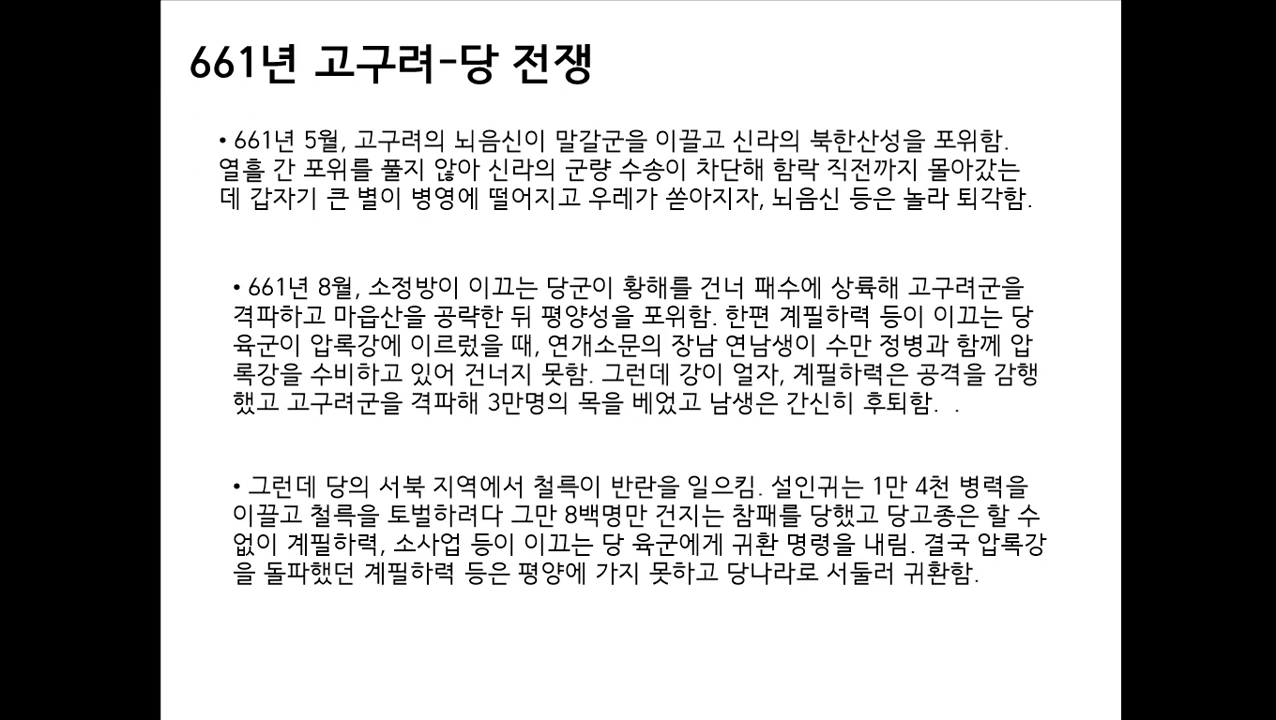 661년 고구려-당 전쟁
• 661년 5월, 고구려의 뇌음신이 말갈군을 이끌고 신라의 북한산성을 포위함.
열흘 간 포위를 풀지 않아 신라의 군량 수송이 차단해 함락 직전까지 몰아갔는
데 갑자기 큰 별이 병영에 떨어지고 우레가 쏟아지자, 뇌음신 등은 놀라 퇴각함.
• 661년 8월, 소정방이 이끄는 당군이 황해를 건너 패수에 상륙해 고구려군을
격파하고 마읍산을 공략한 뒤 평양성을 포위함. 한편 계필하력 등이 이끄는 당
육군이 압록강에 이르렀을 때, 연개소문의 장남 연남생이 수만 정병과 함께 압
록강을 수비하고 있어 건너지 못함. 그런데 강이 얼자, 계필하력은 공격을 감행
했고 고구려군을 격파해 3만명의 목을 베었고 남생은 간신히 후퇴함. .
• 그런데 당의 서북 지역에서 철륵이 반란을 일으킴. 설인귀는 1만 4천 병력을
이끌고 철륵을 토벌하려다 그만 8백명만 건지는 참패를 당했고 당고종은 할 수
없이 계필하력, 소사업 등이 이끄는 당 육군에게 귀환 명령을 내림. 결국 압록강
을 돌파했던 계필하력 등은 평양에 가지 못하고 당나라로 서둘러 귀환함.